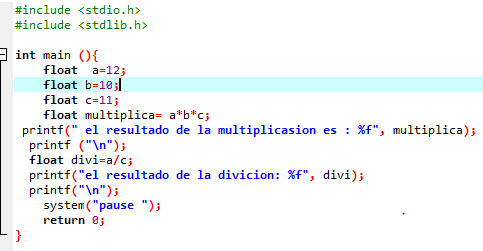 #include <stdio.h>
#include <stdlib.h>
int main (){
float  a=12;
float b=10;
float c=11;
float multiplica= a*b*c;
printf(" el resultado de la multiplicasion es : %f", multiplica);
printf ("\n");
float divi=a/c;
printf("el resultado de la divicion: %f", divi);
printf("\n");
system("pause ");
return 0;
}